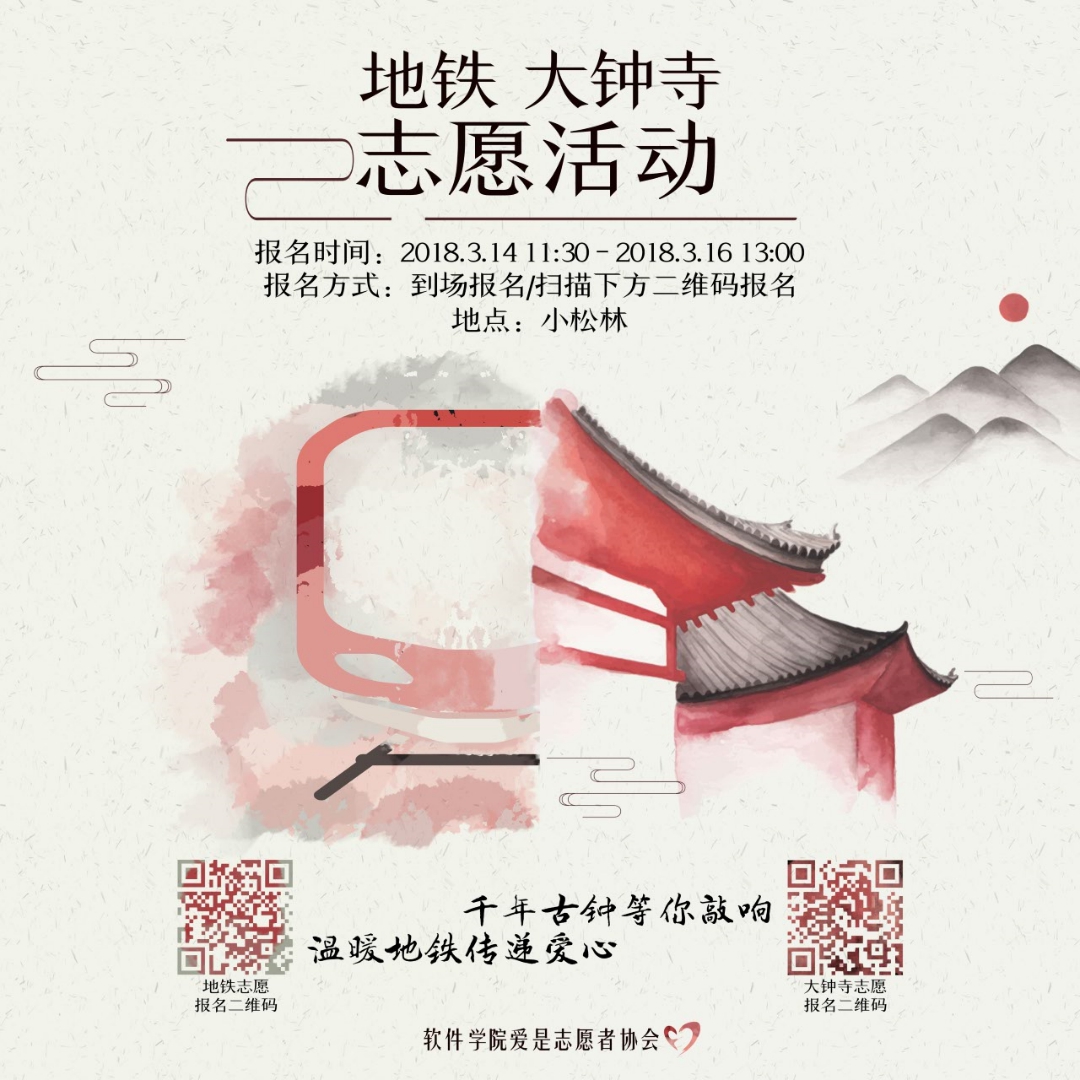 地铁 大钟寺
志愿活动
报名时间：2018.3.14 11:30 - 2018.3.16 13:00
报名方式：到场报名/扫描下方二维码报名
地点：小松林
千年古钟等你敲响
温暖地铁传递爱心
地铁志愿
报名二维码
大钟寺志愿
报名二维码
软件学院爱是志愿者协会